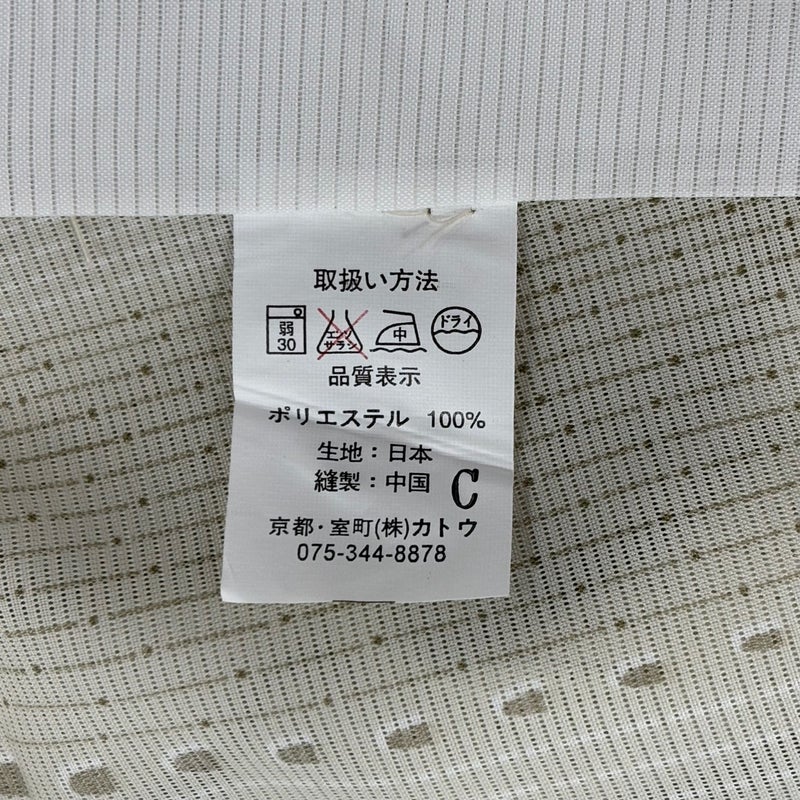 取扱い方法
弱
30
エンソ
サラシ
中
ドライ
品質表示
ポリエステル 100%
生地：日本
縫製：中国 C
京都・室町(株)カトウ
075-344-8878